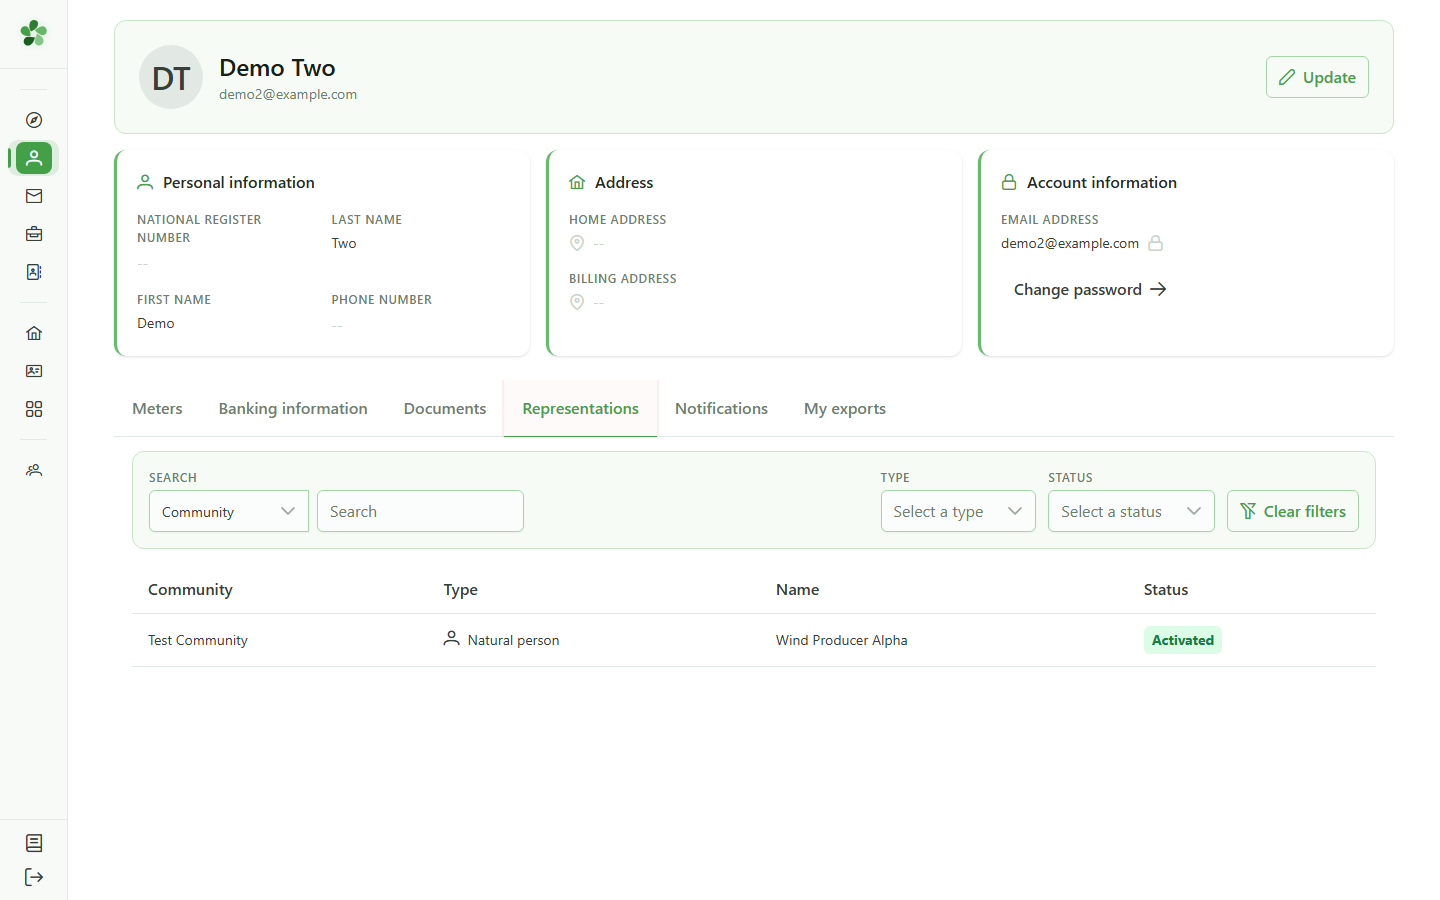 DT
Demo Two
demo2@example.com
Update
Personal information
NATIONAL REGISTER
NUMBER
--
LAST NAME
Two
FIRST NAME
Demo
PHONE NUMBER
--
Address
HOME ADDRESS
--
BILLING ADDRESS
--
Account information
EMAIL ADDRESS
demo2@example.com
Change password
Meters
Banking information
Documents
Representations
Notifications
My exports
SEARCH
Community
Search
TYPE
Select a type
STATUS
Select a status
Clear filters
Community
Type
Name
Status
Test Community
Natural person
Wind Producer Alpha
Activated